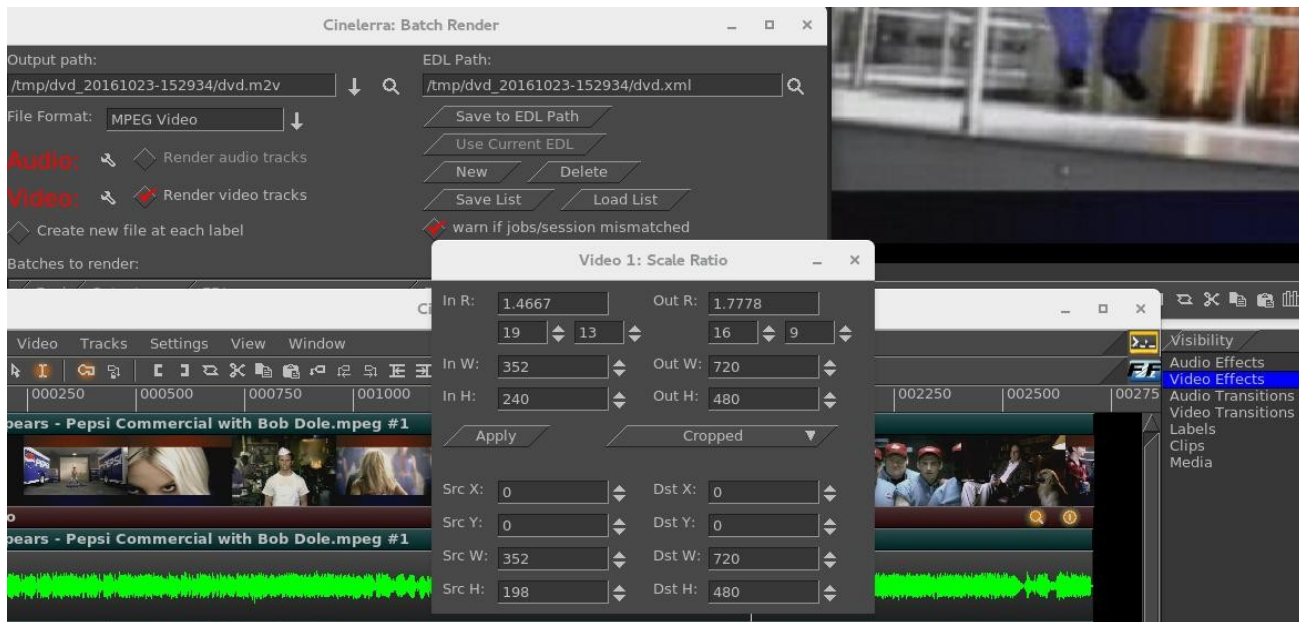 Cinelerra: Batch Render
Output path:
/tmp/dvd_20161023-152934/dvd.m2v
EDL Path:
/tmp/dvd_20161023-152934/dvd.xml
File Format: MPEG Video
Save to EDL Path
Use Current EDL
Audio: Render audio tracks
New Delete
Video: Render video tracks
Save List Load List
Create new file at each label
warn if jobs/session mismatched
Batches to render:
Video 1: Scale Ratio
In R: 1.4667 Out R: 1.7778
19 13 16 9
In W: 352 Out W: 720
In H: 240 Out H: 480
Apply Cropped
Src X: 0 Dst X: 0
Src Y: 0 Dst Y: 0
Src W: 352 Dst W: 720
Src H: 198 Dst H: 480
Ci
Video Tracks Settings View Window
000250 000500 000750 001000 002250 002500 00275
pears - Pepsi Commercial with Bob Dole.mpeg #1
pears - Pepsi Commercial with Bob Dole.mpeg #1
Visibility
Audio Effects
Video Effects
Audio Transitions
Video Transitions
Labels
Clips
Media